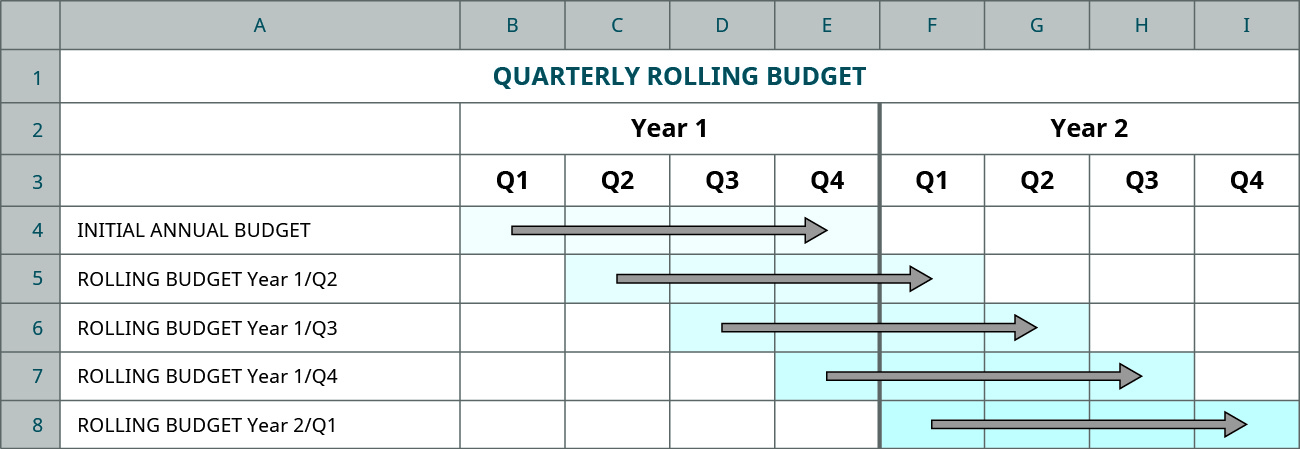 A B C D E F G H I
1 QUARTERLY ROLLING BUDGET
2 Year 1 Year 2
3 Q1 Q2 Q3 Q4 Q1 Q2 Q3 Q4
4 INITIAL ANNUAL BUDGET
5 ROLLING BUDGET Year 1/Q2
6 ROLLING BUDGET Year 1/Q3
7 ROLLING BUDGET Year 1/Q4
8 ROLLING BUDGET Year 2/Q1